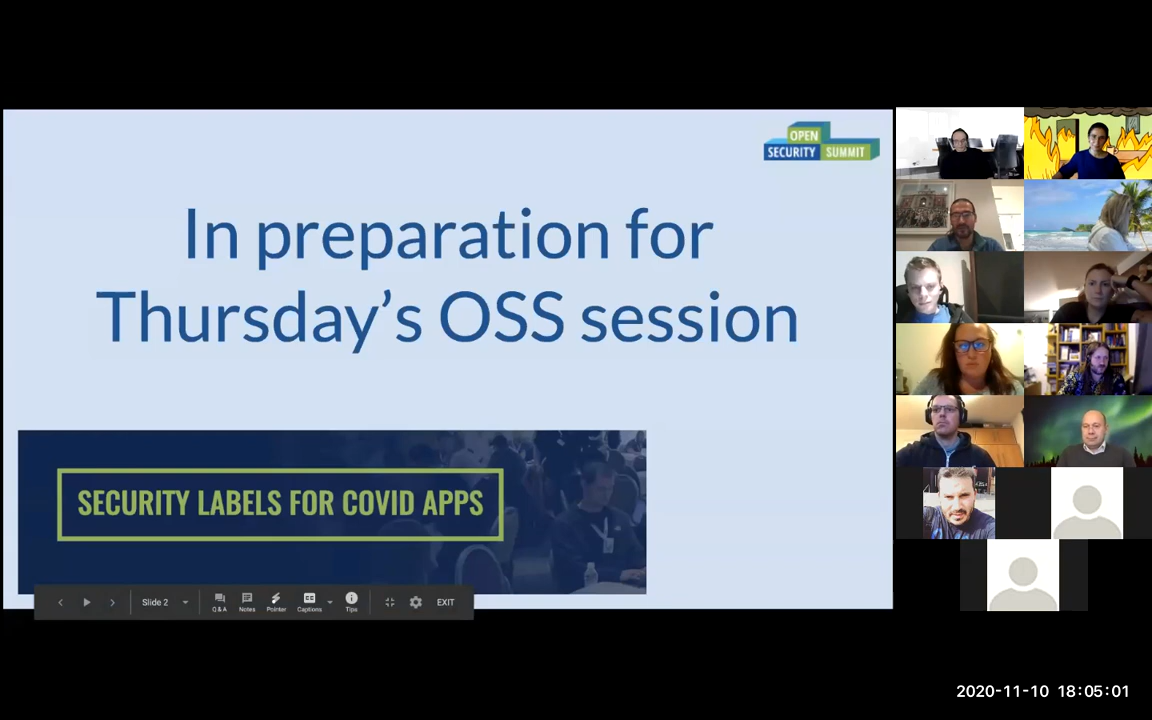 OPEN
SECURITY SUMMIT
In preparation for
Thursday's OSS session
SECURITY LABELS FOR COVID APPS
Slide 2
Q & A
Notes
Pointer
Captions
Tips
EXIT
2020-11-10 18:05:01